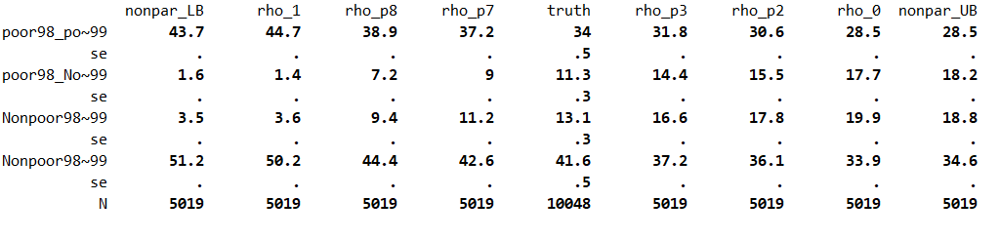 nonpar_LB rho_1 rho_p8 rho_p7 truth rho_p3 rho_p2 rho_0 nonpar_UB
poor98_po~99 43.7 44.7 38.9 37.2 34 31.8 30.6 28.5 28.5
se . . . . .5 . . . .
poor98_No~99 1.6 1.4 7.2 9 11.3 14.4 15.5 17.7 18.2
se . . . . .3 . . . .
Nonpoor98~99 3.5 3.6 9.4 11.2 13.1 16.6 17.8 19.9 18.8
se . . . . .3 . . . .
Nonpoor98~99 51.2 50.2 44.4 42.6 41.6 37.2 36.1 33.9 34.6
se . . . . .5 . . . .
N 5019 5019 5019 5019 10048 5019 5019 5019 5019